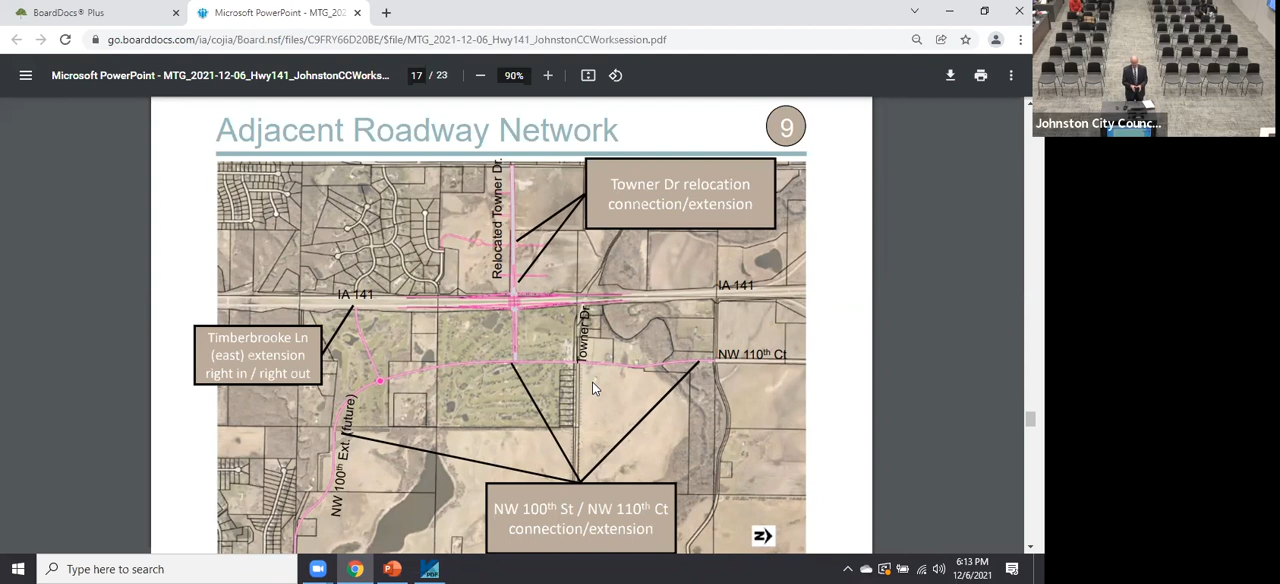 BoardDocs® Plus
Microsoft PowerPoint - MTG_202
go.boarddocs.com/ia/cojia/Board.nsf/files/C9FRY66D20BE/$file/MTG_2021-12-06_Hwy141_JohnstonCCWorksession.pdf
Microsoft PowerPoint - MTG_2021-12-06_Hwy141_JohnstonCCWorks...
17 / 23
90%
Johnston City Counc...
Adjacent Roadway Network
9
Relocated Towner Dr.
Towner Dr relocation
connection/extension
IA 141
IA 141
Timberbrooke Ln
(east) extension
right in / right out
Towner Dr
NW 110th Ct
NW 100th Ext. (future)
NW 100th St / NW 110th Ct
connection/extension
Z
Type here to search
6:13 PM
12/6/2021